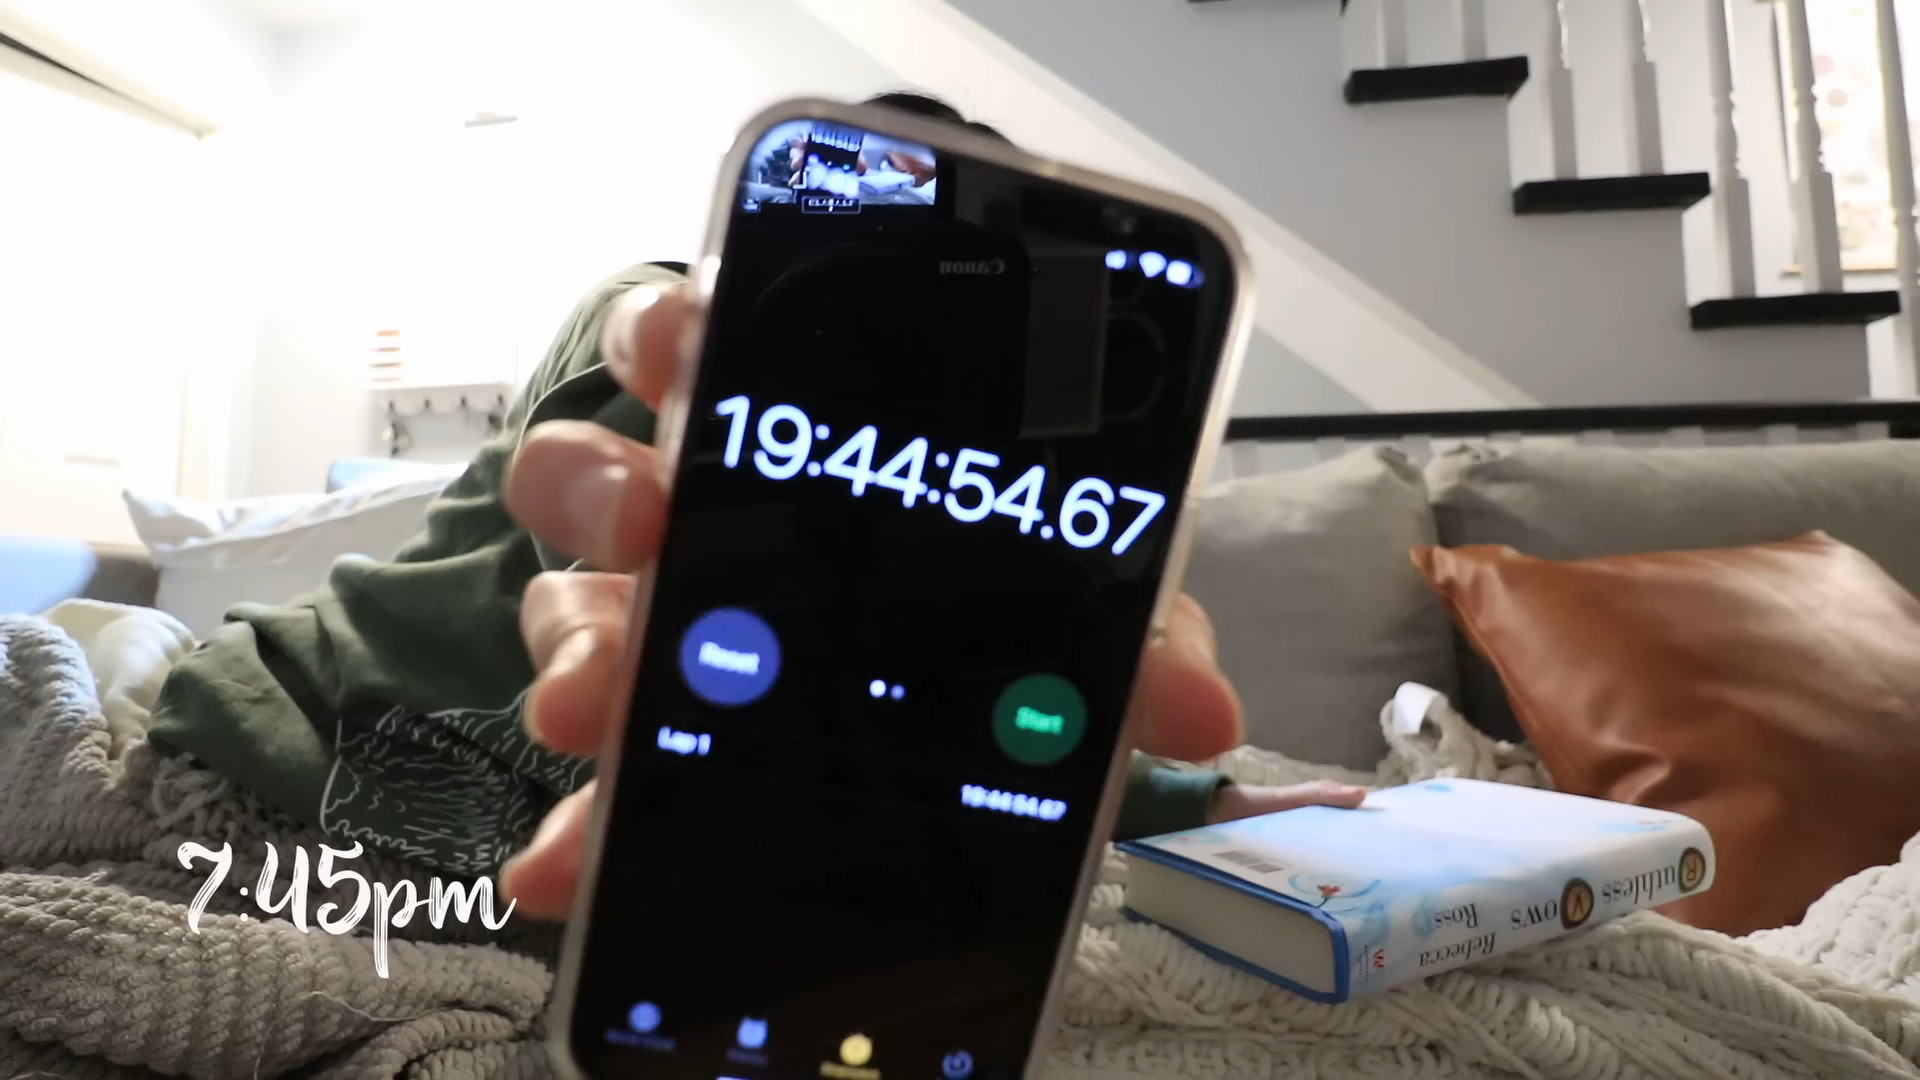 Canon
19:44:54.67
Reset
Start
Lap 1
19:44:54.67
7:45pm
Ruthless Vows
Rebecca Ross